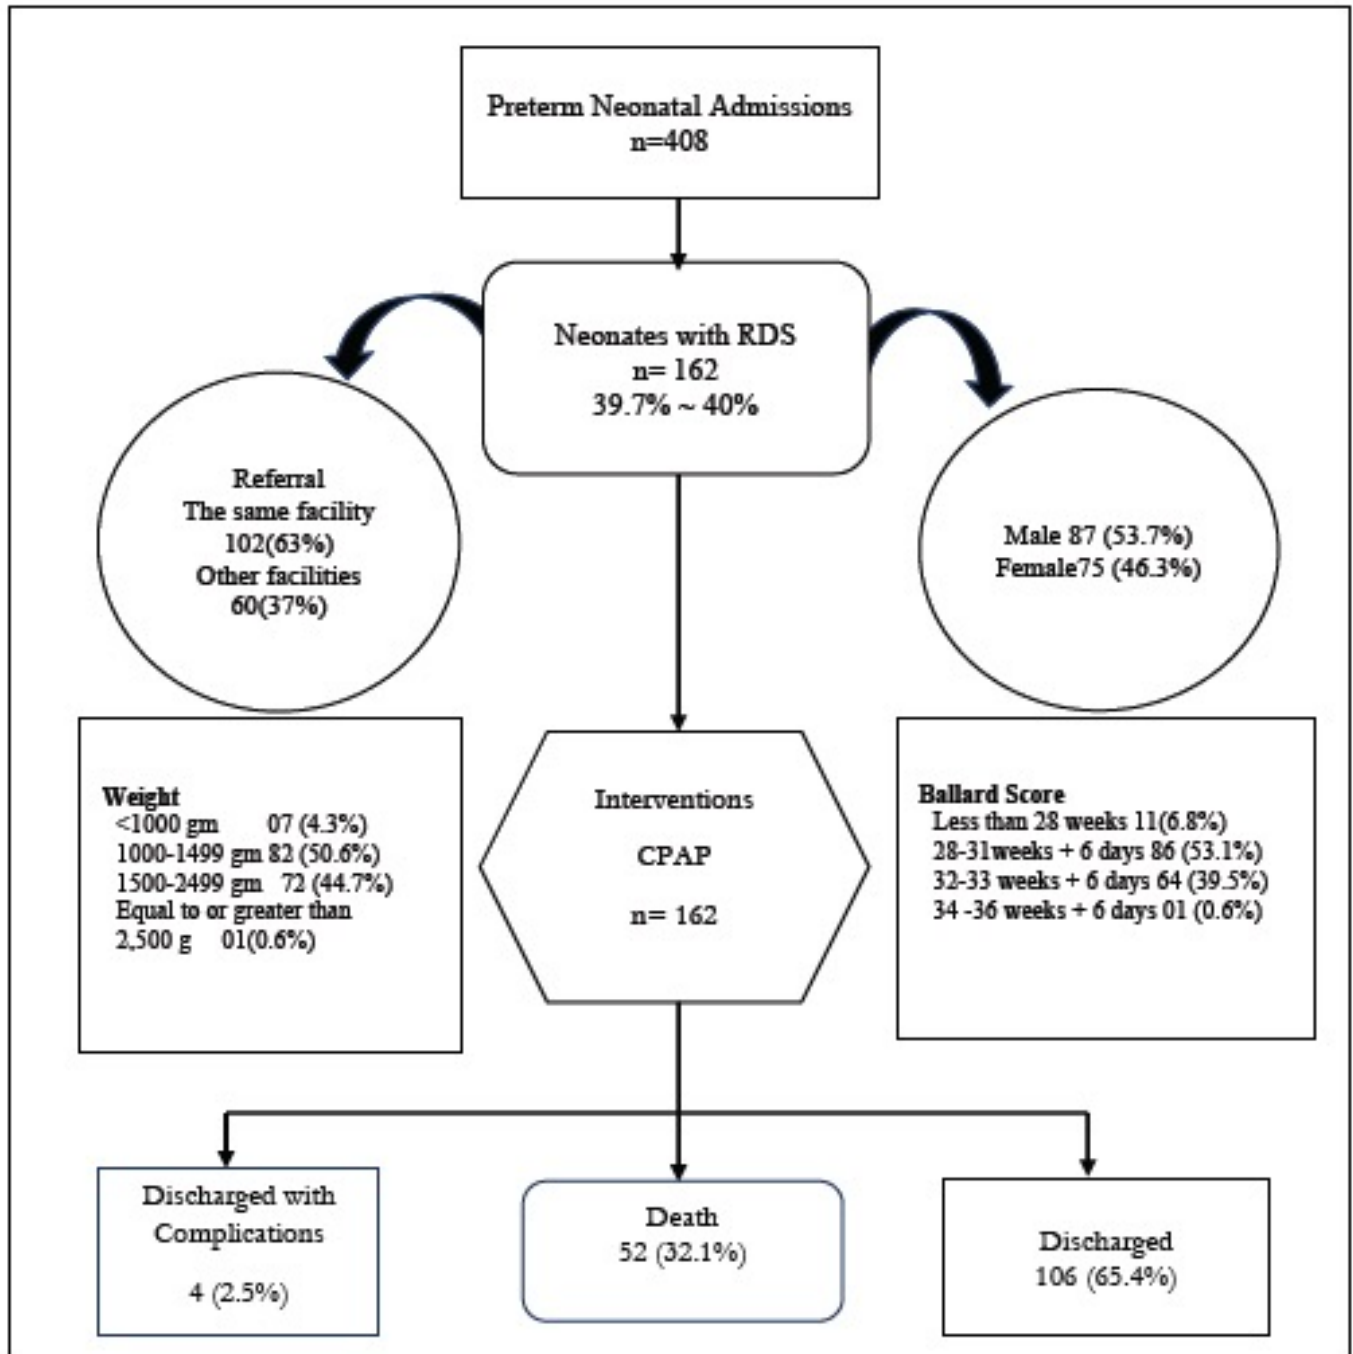 Preterm Neonatal Admissions
n=408
Neonates with RDS
n= 162
39.7% ~ 40%
Referral
The same facility
102(63%)
Other facilities
60(37%)
Male 87 (53.7%)
Female75 (46.3%)
Weight
<1000 gm 07 (4.3%)
1000-1499 gm 82 (50.6%)
1500-2499 gm 72 (44.7%)
Equal to or greater than
2,500 g 01(0.6%)
Interventions
CPAP
n= 162
Ballard Score
Less than 28 weeks 11(6.8%)
28-31weeks + 6 days 86 (53.1%)
32-33 weeks + 6 days 64 (39.5%)
34 -36 weeks + 6 days 01 (0.6%)
Discharged with
Complications
4 (2.5%)
Death
52 (32.1%)
Discharged
106 (65.4%)